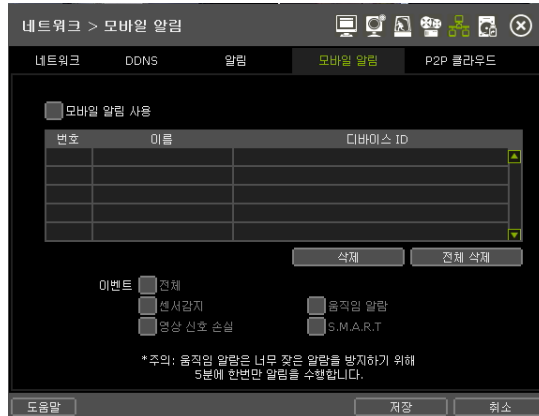 네트워크 > 모바일 알림
네트워크 DDNS 알림 모바일 알림 P2P 클라우드
모바일 알림 사용
번호 이름 디바이스 ID
삭제 전체 삭제
이벤트 전체
센서감지 움직임 알람
영상 신호 손실 S.M.A.R.T
*주의: 움직임 알람은 너무 잦은 알람을 방지하기 위해
5분에 한번만 알림을 수행합니다.
도움말 저장 취소